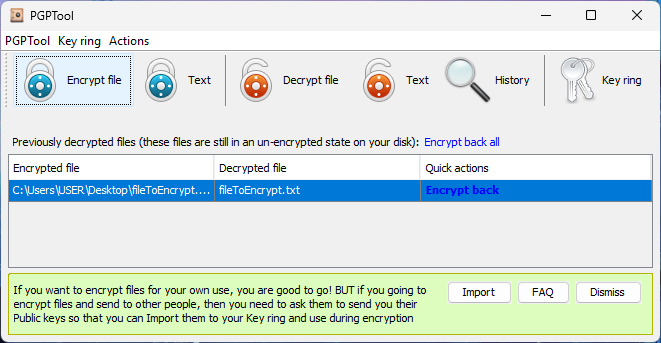 PGPTool
PGPTool Key ring Actions
Encrypt file Text Decrypt file Text History Key ring
Previously decrypted files (these files are still in an un-encrypted state on your disk): Encrypt back all
Encrypted file Decrypted file Quick actions
C:\Users\USER\Desktop\fileToEncrypt.... fileToEncrypt.txt Encrypt back
If you want to encrypt files for your own use, you are good to go! BUT if you going to
encrypt files and send to other people, then you need to ask them to send you their
Public keys so that you can Import them to your Key ring and use during encryption
Import FAQ Dismiss